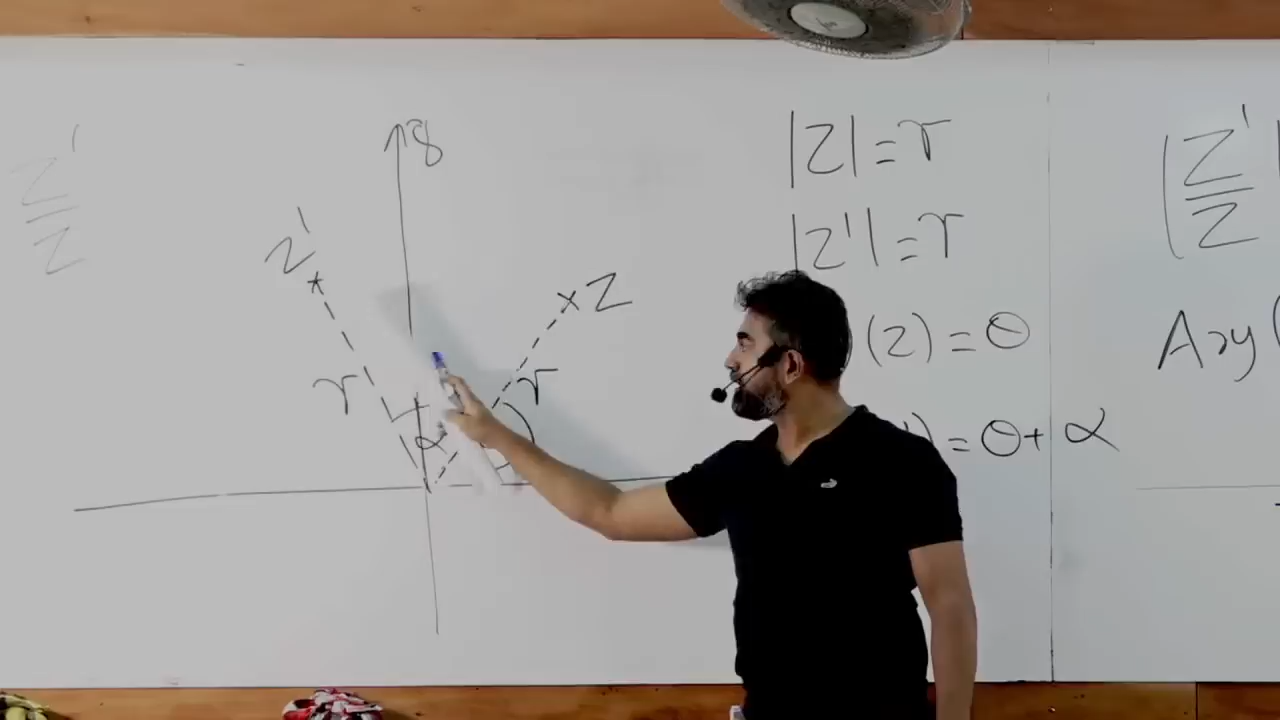 Z'
Z
y
Z'
Z
r
r
α
|Z| = r
|Z'| = r
(Z) = θ
') = θ + α
|Z'
Z
Arg(